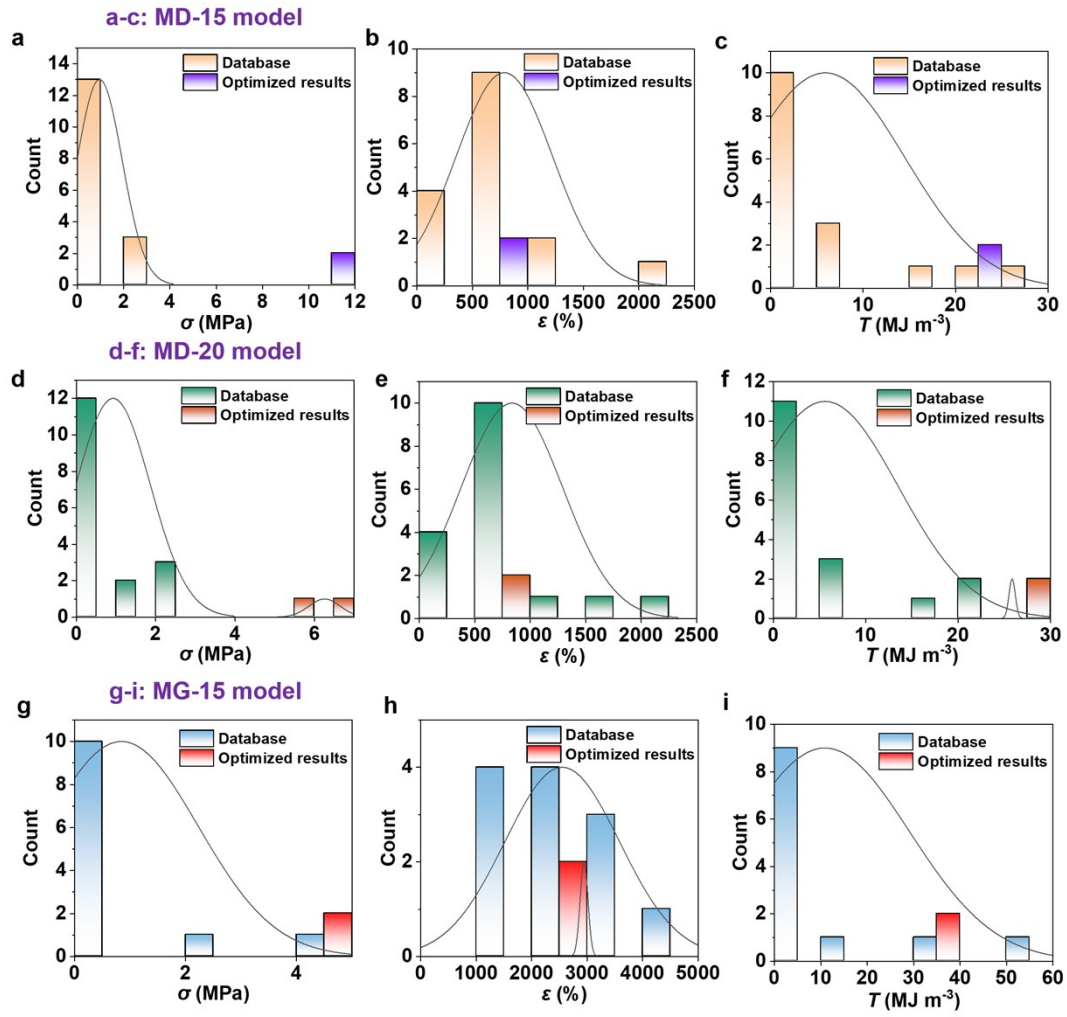 a-c: MD-15 model
a
b
c
15
12
9
6
3
0
Count
Database
Optimized results
0 2 4 6 8 10 12
σ (MPa)
10
8
6
4
2
0
Count
Database
Optimized results
0 500 1000 1500 2000 2500
ε (%)
10
8
6
4
2
0
Count
Database
Optimized results
0 10 20 30
T (MJ m⁻³)
d-f: MD-20 model
d
e
f
12
10
8
6
4
2
0
Count
Database
Optimized results
0 2 4 6
σ (MPa)
10
8
6
4
2
0
Count
Database
Optimized results
0 500 1000 1500 2000 2500
ε (%)
12
10
8
6
4
2
0
Count
Database
Optimized results
0 10 20 30
T (MJ m⁻³)
g-i: MG-15 model
g
h
i
10
8
6
4
2
0
Count
Database
Optimized results
0 2 4
σ (MPa)
4
2
0
Count
Database
Optimized results
0 1000 2000 3000 4000 5000
ε (%)
10
8
6
4
2
0
Count
Database
Optimized results
0 10 20 30 40 50 60
T (MJ m⁻³)